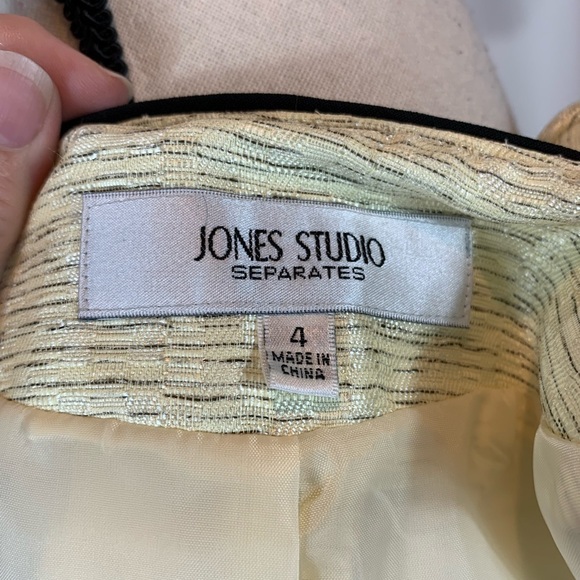 JONES STUDIO
SEPARATES
4
MADE IN
CHINA